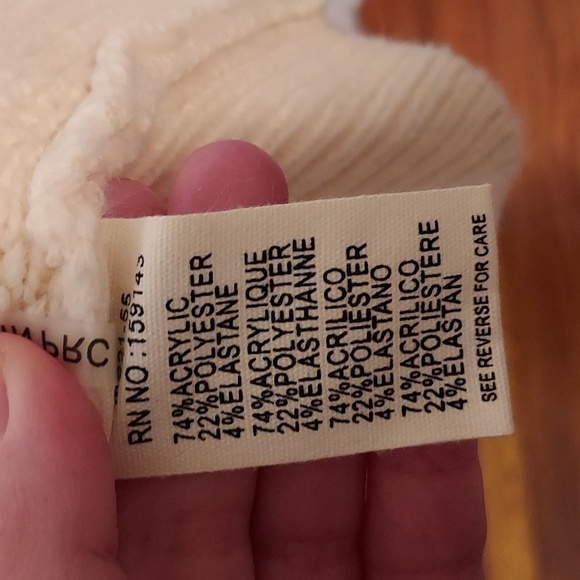 RN NO :159143
74%ACRYLIC
22%POLYESTER
4%ELASTANE
74%ACRYLIQUE
22%POLYESTER
4%ELASTHANNE
74%ACRILICO
22%POLIESTER
4%ELASTANO
74%ACRILICO
22%POLIESTERE
4%ELASTAN
SEE REVERSE FOR CARE
PRC